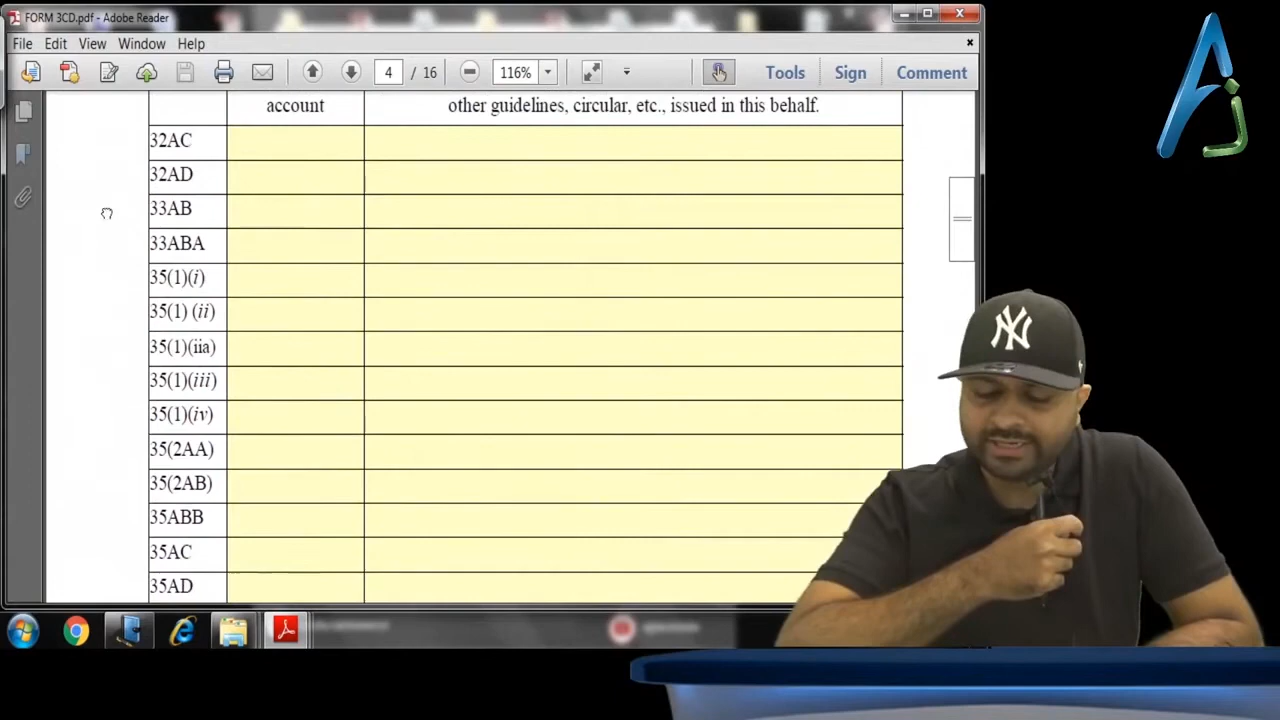 FORM 3CD.pdf - Adobe Reader
File Edit View Window Help
4 / 16 116% Tools Sign Comment
account other guidelines, circular, etc., issued in this behalf.
32AC
32AD
33AB
33ABA
35(1)(i)
35(1) (ii)
35(1)(iia)
35(1)(iii)
35(1)(iv)
35(2AA)
35(2AB)
35ABB
35AC
35AD
NY